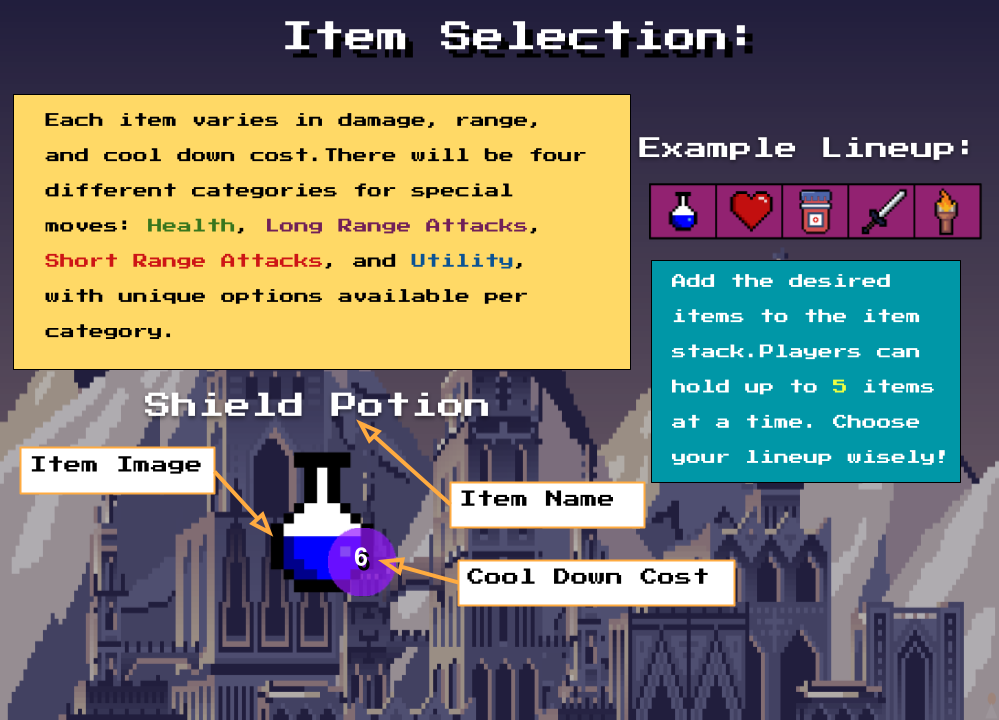 Item Selection:
Each item varies in damage, range,
and cool down cost.There will be four
different categories for special
moves: Health, Long Range Attacks,
Short Range Attacks, and Utility,
with unique options available per
category.
Example Lineup:
Add the desired
items to the item
stack.Players can
hold up to 5 items
at a time. Choose
your lineup wisely!
Shield Potion
Item Image
Item Name
6
Cool Down Cost